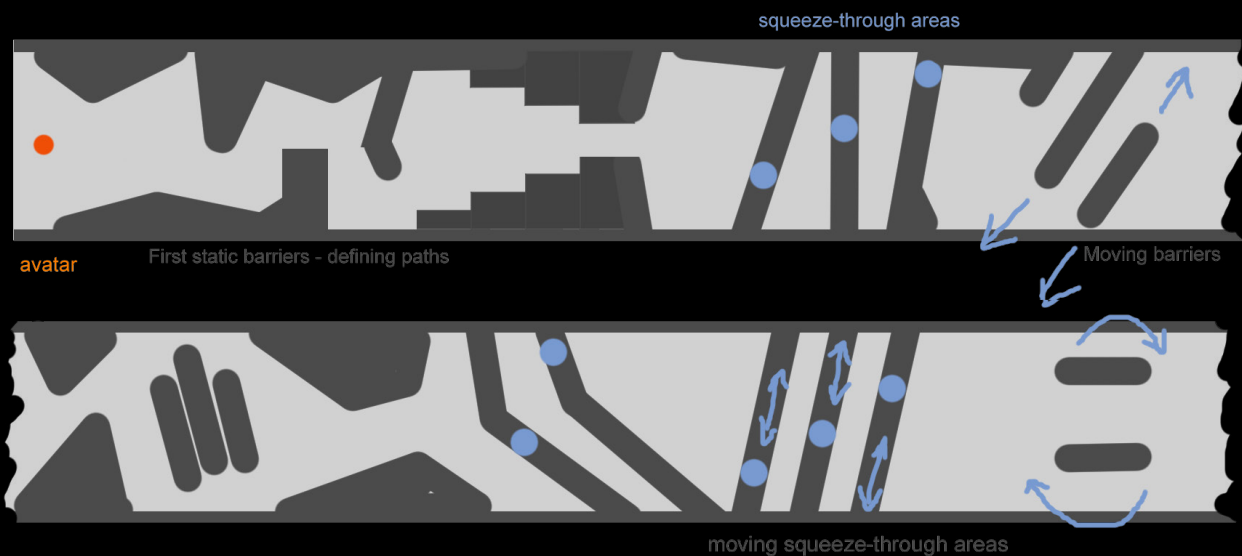 squeeze-through areas
avatar
First static barriers - defining paths
Moving barriers
moving squeeze-through areas